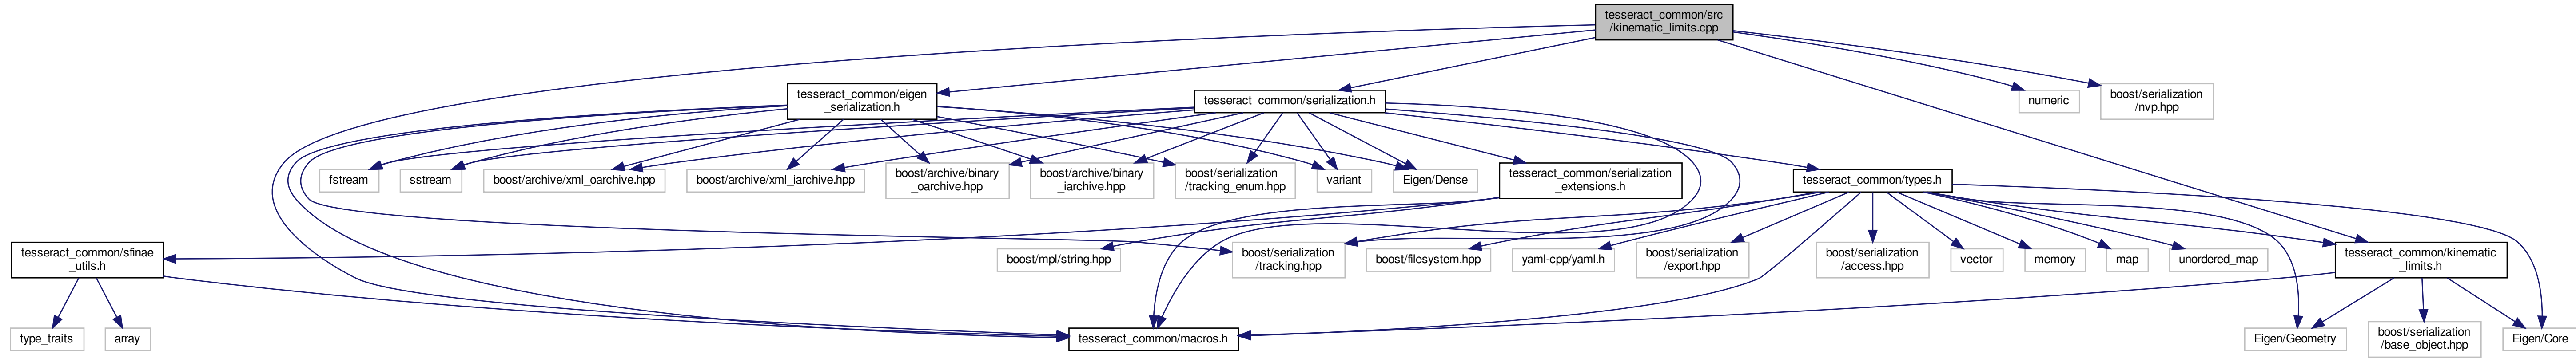 tesseract_common/src
/kinematic_limits.cpp
tesseract_common/eigen
_serialization.h
tesseract_common/serialization.h
numeric
boost/serialization
/nvp.hpp
fstream
sstream
boost/archive/xml_oarchive.hpp
boost/archive/xml_iarchive.hpp
boost/archive/binary
_oarchive.hpp
boost/archive/binary
_iarchive.hpp
boost/serialization
/tracking_enum.hpp
variant
Eigen/Dense
tesseract_common/serialization
_extensions.h
tesseract_common/types.h
tesseract_common/sfinae
_utils.h
boost/mpl/string.hpp
boost/serialization
/tracking.hpp
boost/filesystem.hpp
yaml-cpp/yaml.h
boost/serialization
/export.hpp
boost/serialization
/access.hpp
vector
memory
map
unordered_map
tesseract_common/kinematic
_limits.h
type_traits
array
tesseract_common/macros.h
Eigen/Geometry
boost/serialization
/base_object.hpp
Eigen/Core